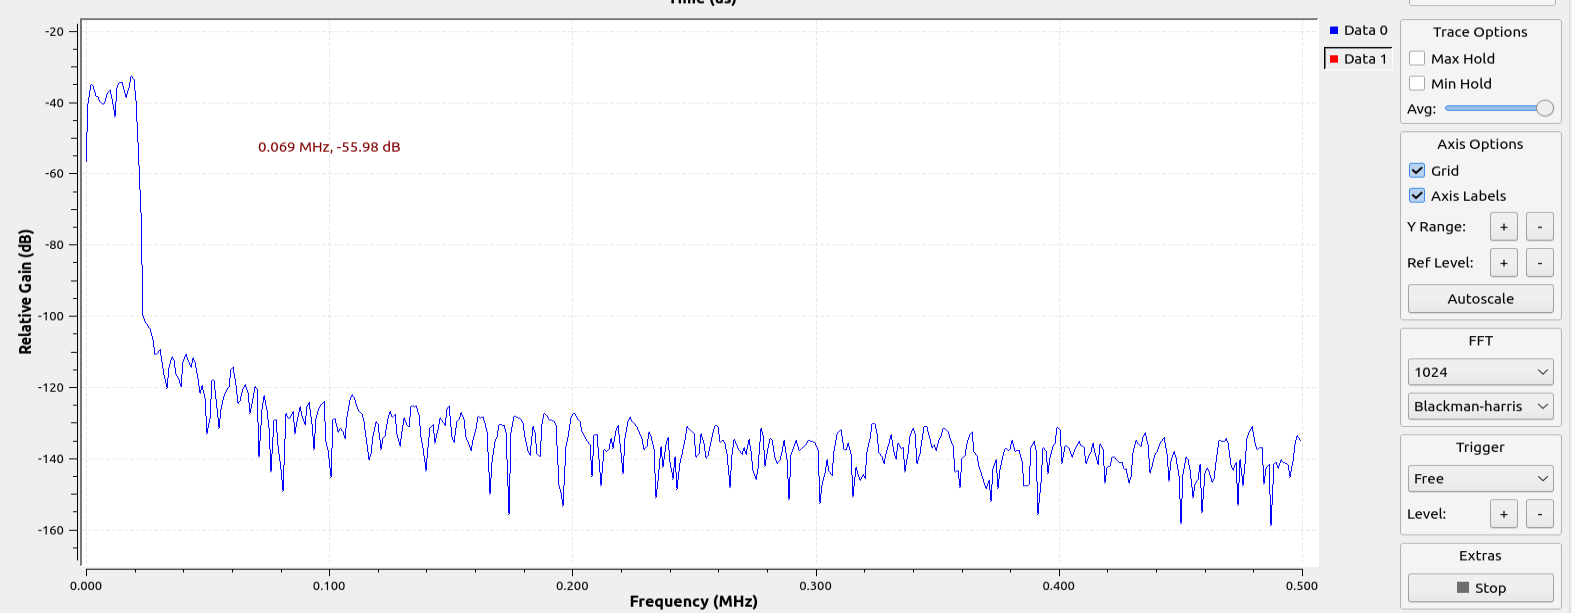 Time (us)
-20
-40
-60
-80
-100
-120
-140
-160
Relative Gain (dB)
0.069 MHz, -55.98 dB
0.000
0.100
0.200
0.300
0.400
0.500
Frequency (MHz)
Data 0
Data 1
Trace Options
Max Hold
Min Hold
Avg:
Axis Options
Grid
Axis Labels
Y Range:
+
-
Ref Level:
+
-
Autoscale
FFT
1024
Blackman-harris
Trigger
Free
Level:
+
-
Extras
Stop